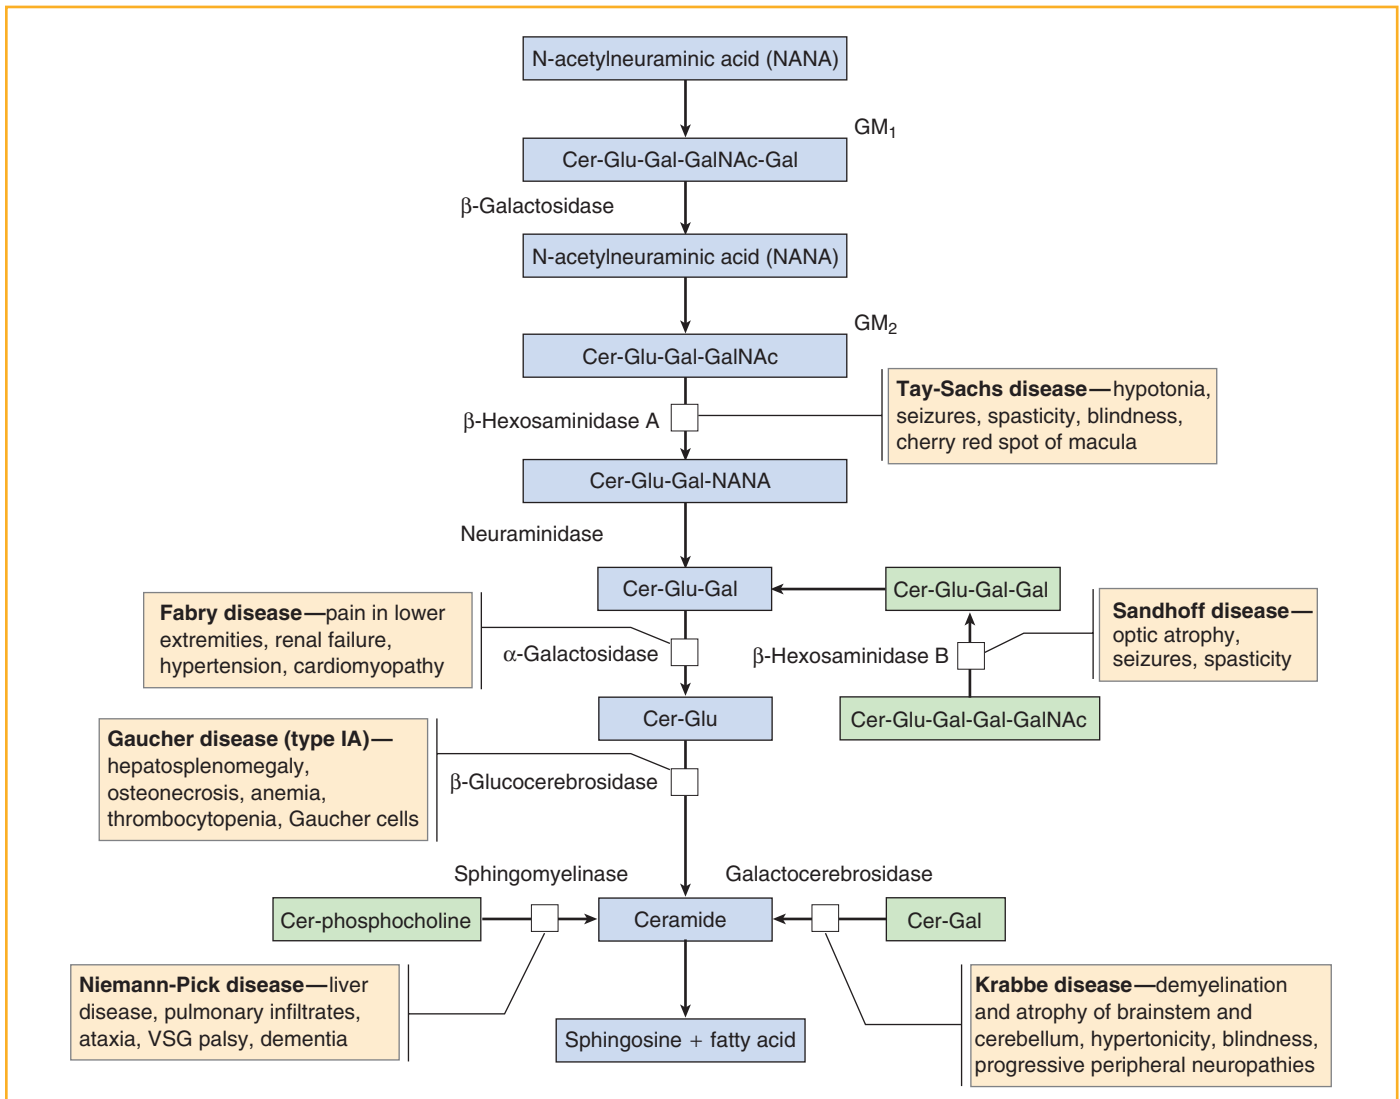 N-acetylneuraminic acid (NANA)
GM₁
Cer-Glu-Gal-GalNAc-Gal
β-Galactosidase
N-acetylneuraminic acid (NANA)
GM₂
Cer-Glu-Gal-GalNAc
Tay-Sachs disease—hypotonia,
seizures, spasticity, blindness,
cherry red spot of macula
β-Hexosaminidase A
Cer-Glu-Gal-NANA
Neuraminidase
Cer-Glu-Gal
Cer-Glu-Gal-Gal
Fabry disease—pain in lower
extremities, renal failure,
hypertension, cardiomyopathy
α-Galactosidase
β-Hexosaminidase B
Sandhoff disease—
optic atrophy,
seizures, spasticity
Cer-Glu
Cer-Glu-Gal-Gal-GalNAc
Gaucher disease (type IA)—
hepatosplenomegaly,
osteonecrosis, anemia,
thrombocytopenia, Gaucher cells
β-Glucocerebrosidase
Sphingomyelinase
Galactocerebrosidase
Cer-phosphocholine
Ceramide
Cer-Gal
Niemann-Pick disease—liver
disease, pulmonary infiltrates,
ataxia, VSG palsy, dementia
Krabbe disease—demyelination
and atrophy of brainstem and
cerebellum, hypertonicity, blindness,
progressive peripheral neuropathies
Sphingosine + fatty acid